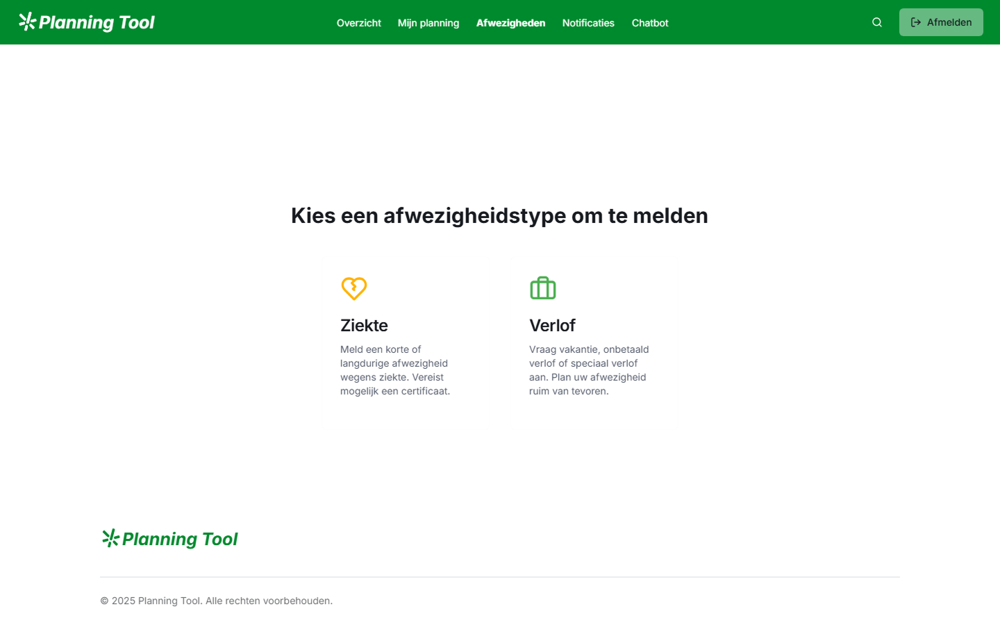 Planning Tool
Overzicht
Mijn planning
Afwezigheden
Notificaties
Chatbot
Afmelden
Kies een afwezigheidstype om te melden
Ziekte
Meld een korte of
langdurige afwezigheid
wegens ziekte. Vereist
mogelijk een certificaat.
Verlof
Vraag vakantie, onbetaald
verlof of speciaal verlof
aan. Plan uw afwezigheid
ruim van tevoren.
Planning Tool
© 2025 Planning Tool. Alle rechten voorbehouden.